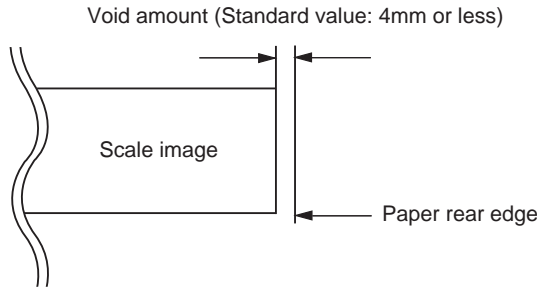 Void amount (Standard value: 4mm or less)
Scale image
Paper rear edge